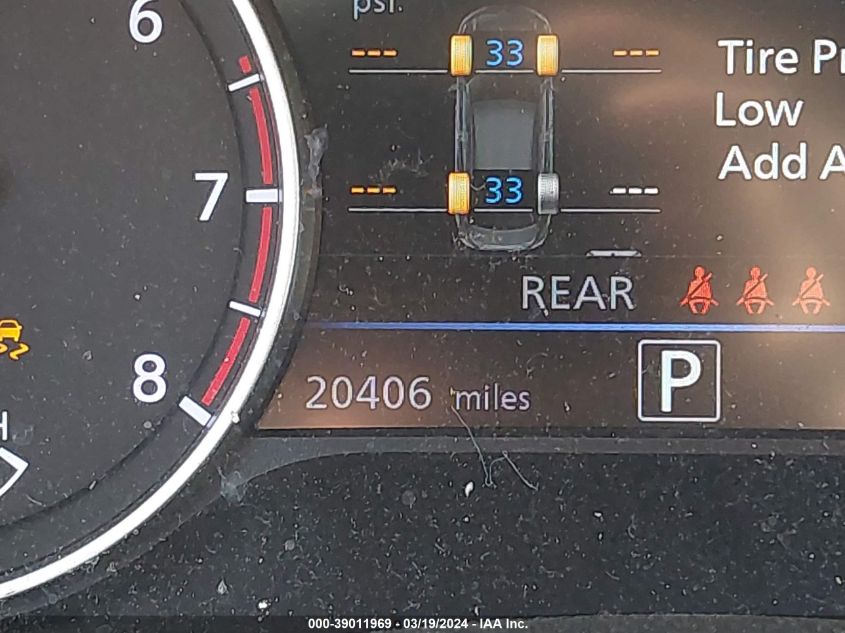 6
psi.
--- 33 ---
Tire Pr
Low
Add A
7
--- 33 ---
REAR
8
20406 miles
P
H
000-39011969 - 03/19/2024 - IAA Inc.